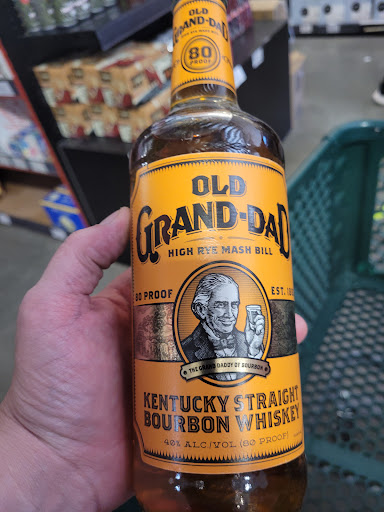 OLD
GRAND-DAD
80
PROOF
OLD
GRAND-DAD
HIGH RYE MASH BILL
80 PROOF
EST.
THE GRAND DADDY OF BOURBON
KENTUCKY STRAIGHT
BOURBON WHISKEY
40% ALC/VOL (80 PROOF)